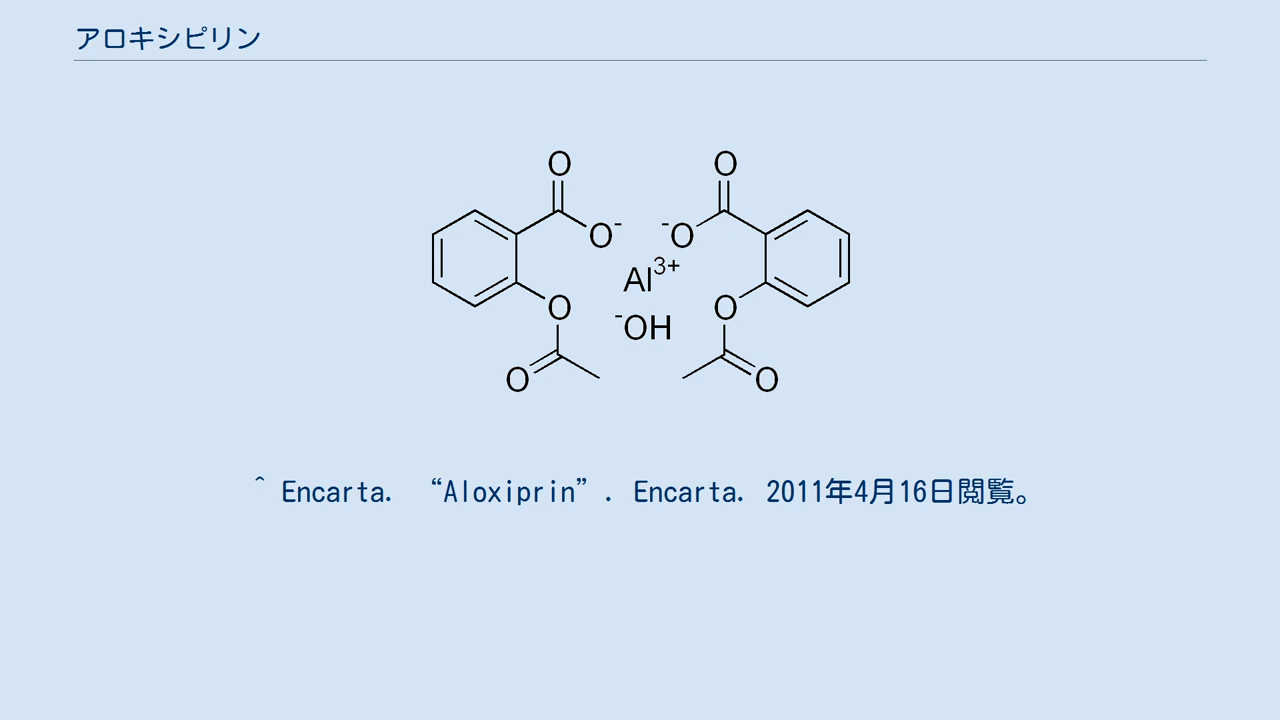 アロキシピリン
O O
O⁻ ⁻O
Al³⁺
O ⁻OH O
O O
^ Encarta. “Aloxiprin”. Encarta. 2011年4月16日閲覧。